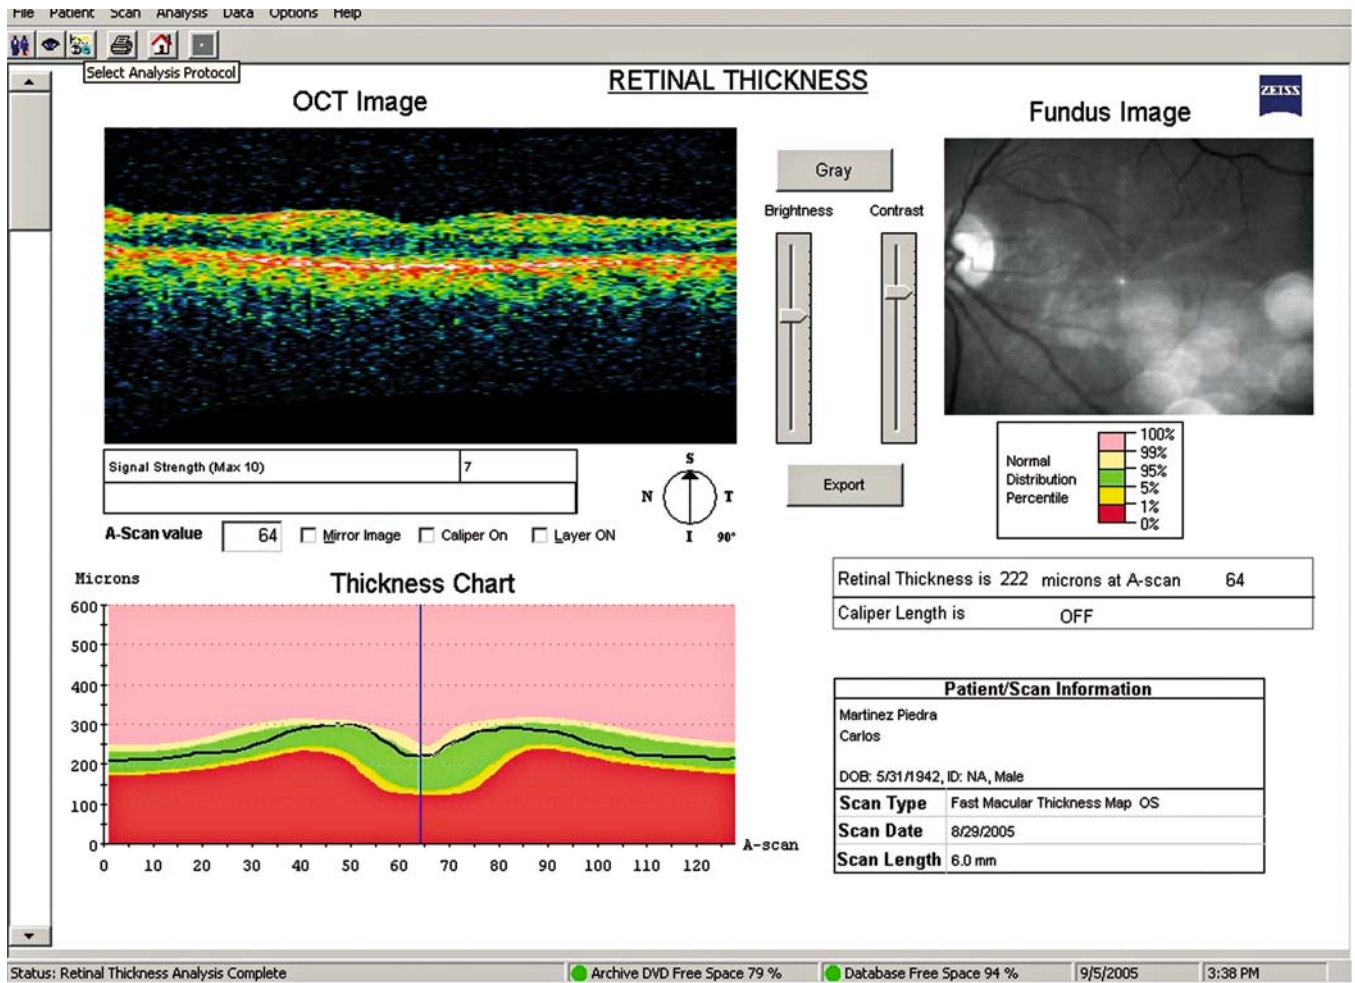 File Patient Scan Analysis Data Options Help
Select Analysis Protocol
RETINAL THICKNESS
OCT Image
Fundus Image
ZEISS
Gray
Brightness Contrast
Export
Signal Strength (Max 10) 7
A-Scan value 64 Mirror Image Caliper On Layer ON
S
N T
I 90°
Normal
Distribution
Percentile
100%
99%
95%
5%
1%
0%
Retinal Thickness is 222 microns at A-scan 64
Caliper Length is OFF
Microns
Thickness Chart
600
500
400
300
200
100
0
A-scan
0 10 20 30 40 50 60 70 80 90 100 110 120
Patient/Scan Information
Martinez Piedra
Carlos
DOB: 5/31/1942, ID: NA, Male
Scan Type Fast Macular Thickness Map OS
Scan Date 8/29/2005
Scan Length 6.0 mm
Status: Retinal Thickness Analysis Complete Archive DVD Free Space 79 % Database Free Space 94 % 9/5/2005 3:38 PM